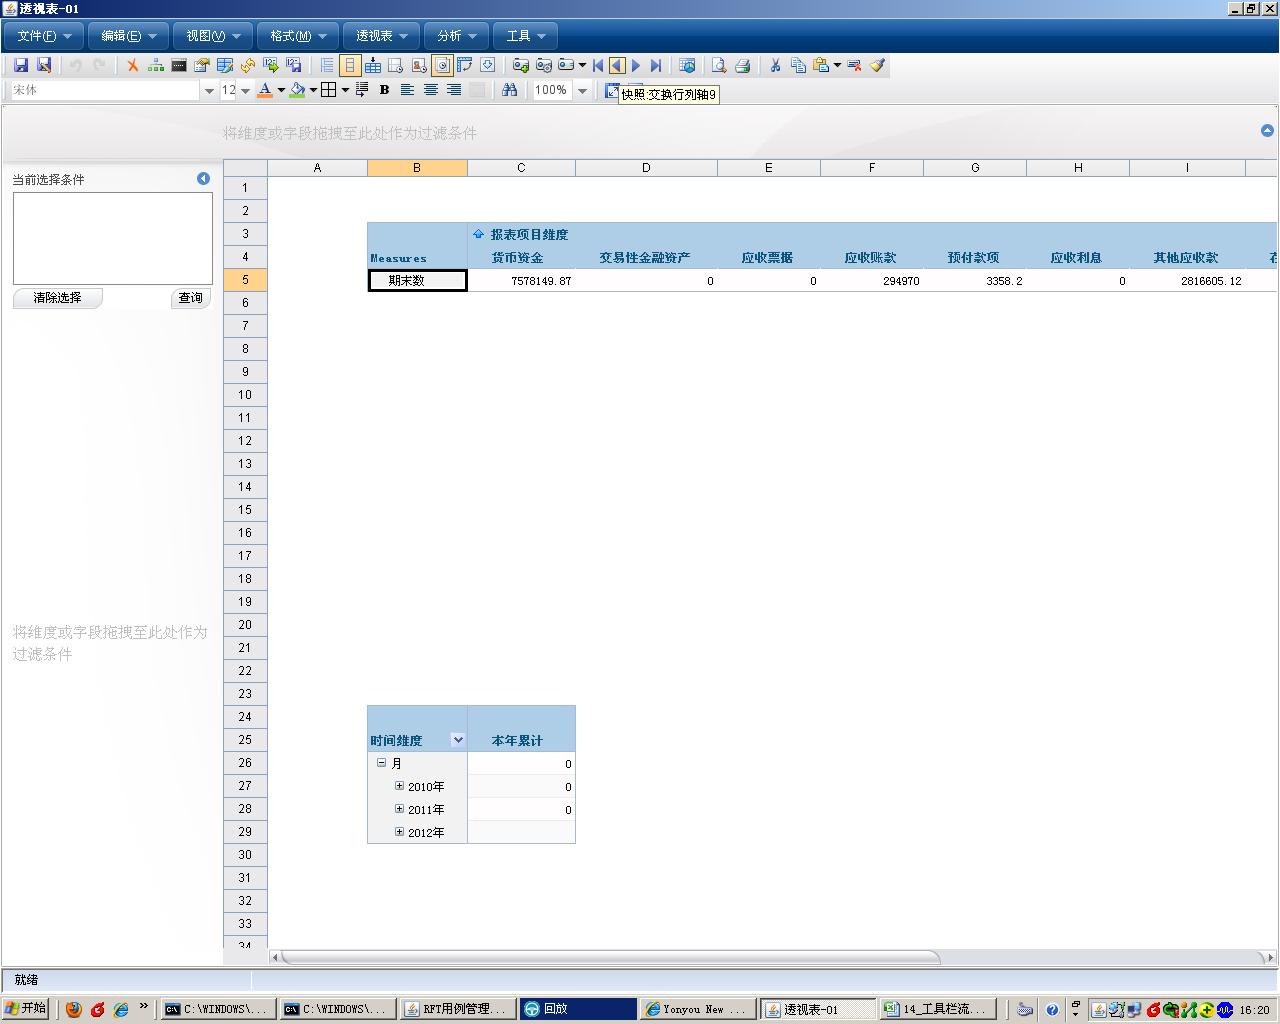 透视表-01
文件(F) 编辑(E) 视图(V) 格式(M) 透视表 分析 工具
宋体 12 B 100%
快照:交换行列轴9
将维度或字段拖拽至此处作为过滤条件
当前选择条件
清除选择 查询
将维度或字段拖拽至此处作为
过滤条件
A B C D E F G H I
1
2
3 报表项目维度
4 Measures 货币资金 交易性金融资产 应收票据 应收账款 预付款项 应收利息 其他应收款
5 期末数 7578149.87 0 0 294970 3358.2 0 2816605.12
6
7
8
9
10
11
12
13
14
15
16
17
18
19
20
21
22
23
24
25 时间维度 本年累计
26 月 0
27 2010年 0
28 2011年 0
29 2012年
30
31
32
33
34
就绪
开始 » C:\WINDOWS\... C:\WINDOWS\... RFT用例管理... 回放 Yonyou New ... 透视表-01 14_工具栏流... 16:20